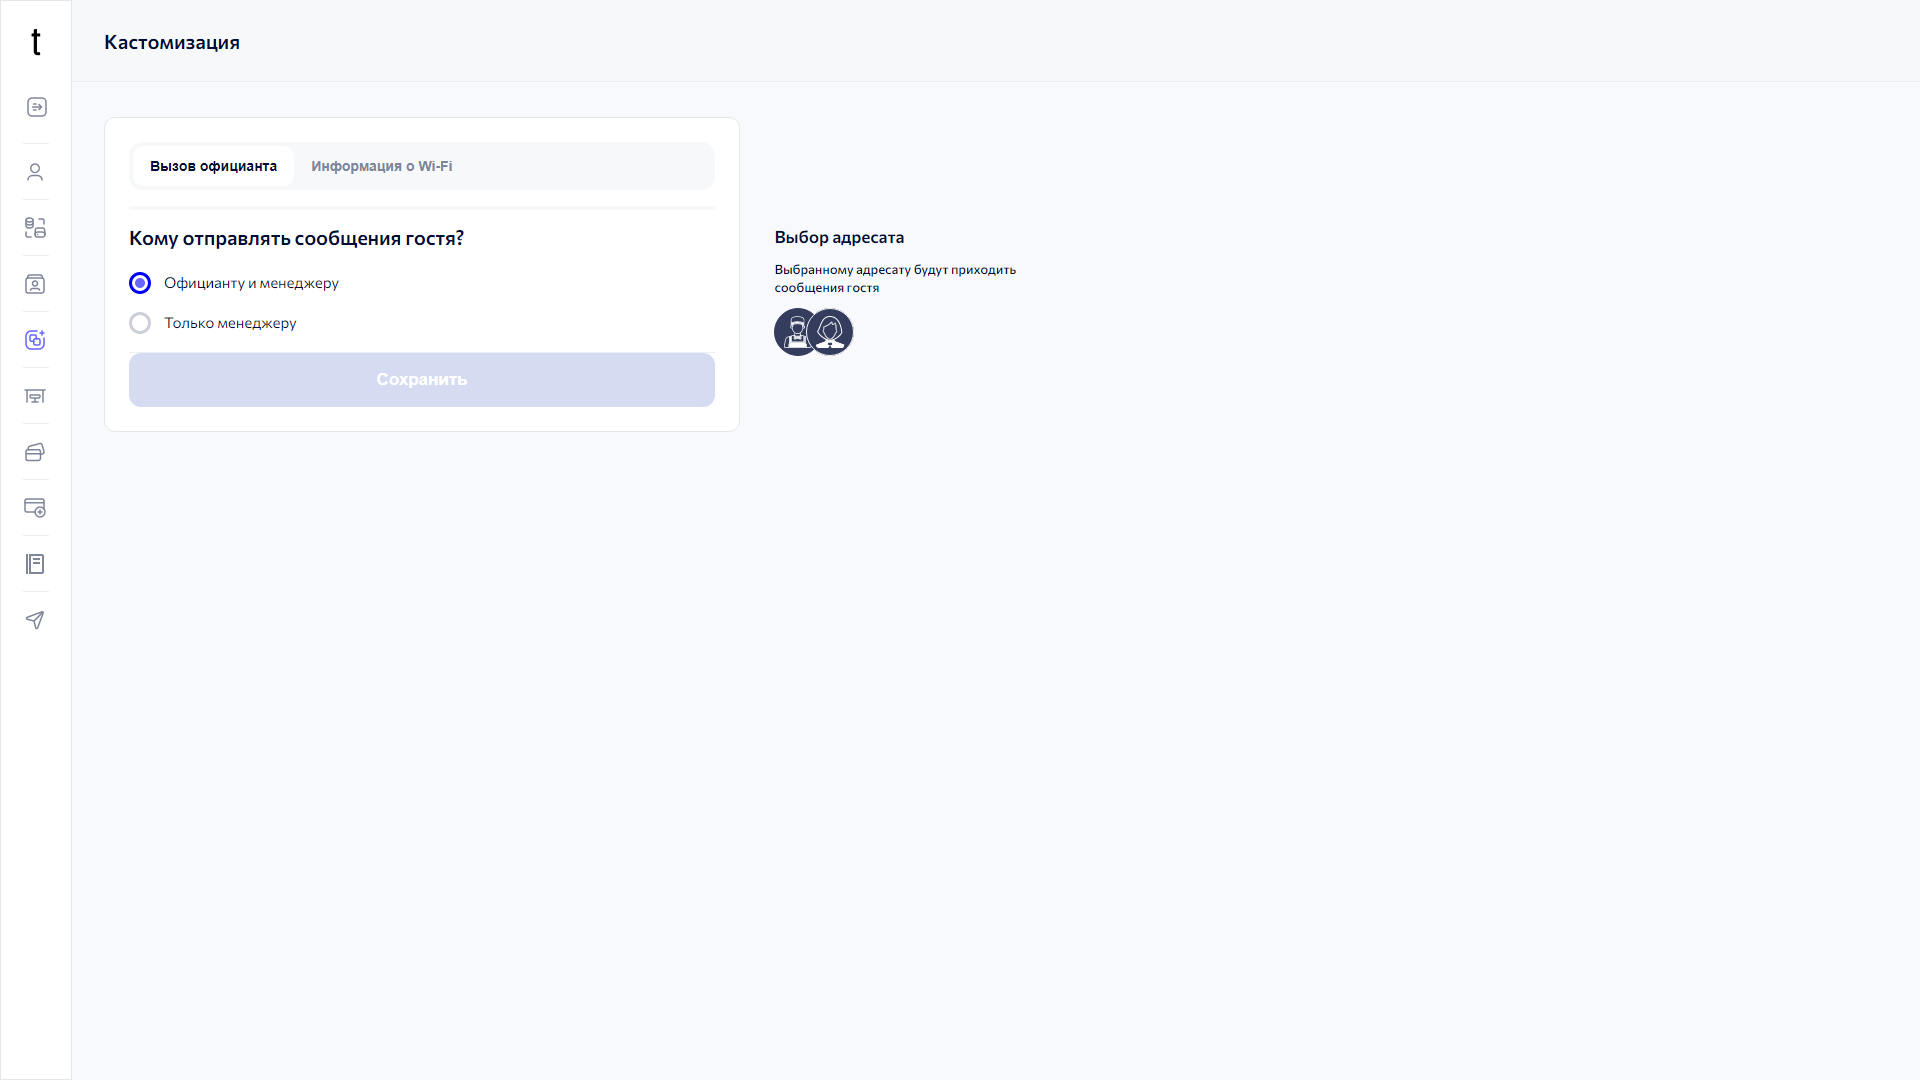 t
Кастомизация
Вызов официанта
Информация о Wi-Fi
Кому отправлять сообщения гостя?
Официанту и менеджеру
Только менеджеру
Сохранить
Выбор адресата
Выбранному адресату будут приходить
сообщения гостя